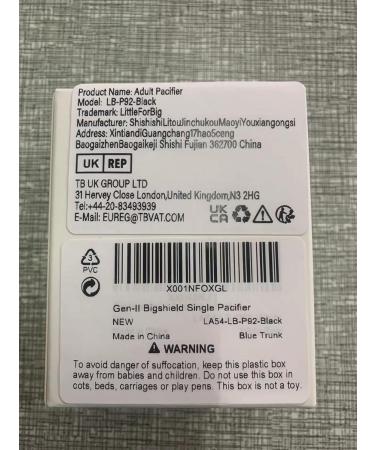 Product Name: Adult Pacifier
Model: LB-P92-Black
Trademark: LittleForBig
Manufacturer: ShishishiLitouJinchukouMaoyiYouxiangongsi
Address: XintiandiGuangchang17hao5ceng
BaogaizhenBaogaikeji Shishi Fujian 362700 China
UK REP
TB UK GROUP LTD
31 Hervey Close London,United Kingdom,N3 2HG
Tel:+44-20-83493939
E-Mail: EUREG@TBVAT.COM
UK
CA
3
PVC
X001NFOXGL
Gen-II Bigshield Single Pacifier
NEW LA54-LB-P92-Black
Made in China Blue Trunk
WARNING
To avoid danger of suffocation, keep this plastic box
away from babies and children. Do not use this box in
cots, beds, carriages or play pens. This box is not a toy.